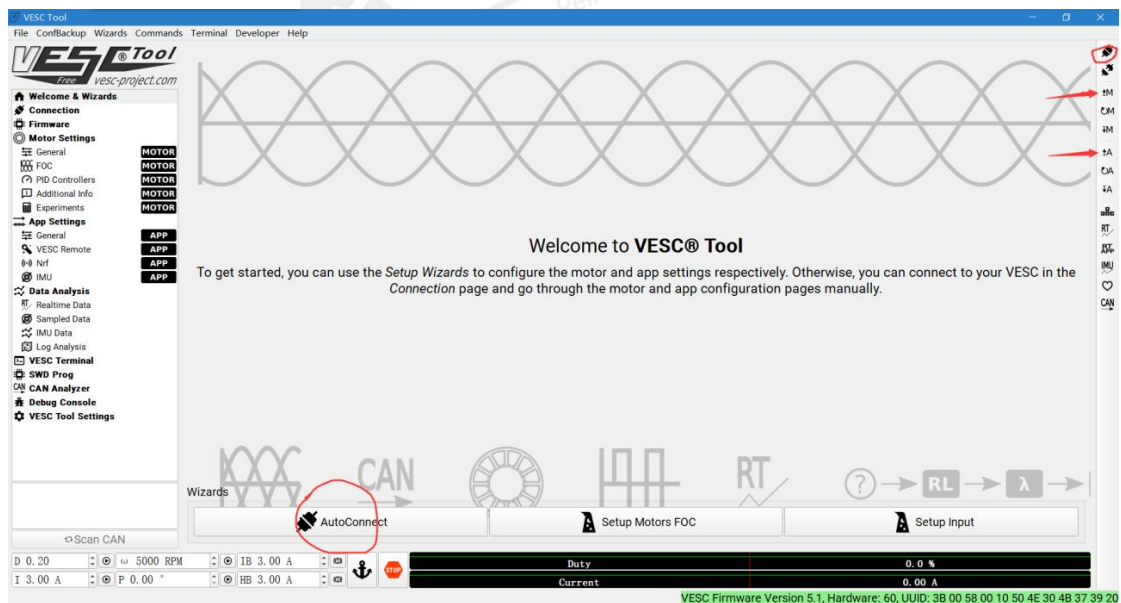 VESC Tool
File ConfBackup Wizards Commands Terminal Developer Help
VESC® Tool
Free vesc-project.com
Welcome & Wizards
Connection
Firmware
Motor Settings
General MOTOR
FOC MOTOR
PID Controllers MOTOR
Additional Info MOTOR
Experiments MOTOR
App Settings
General APP
VESC Remote APP
Nrf APP
IMU APP
Data Analysis
RT Realtime Data
Sampled Data
IMU Data
Log Analysis
VESC Terminal
SWD Prog
CAN CAN Analyzer
Debug Console
VESC Tool Settings
Welcome to VESC® Tool
To get started, you can use the Setup Wizards to configure the motor and app settings respectively. Otherwise, you can connect to your VESC in the
Connection page and go through the motor and app configuration pages manually.
M
M
M
A
A
A
RT
RT APP
IMU
CAN
CAN
RT
? RL λ
Wizards
AutoConnect
Setup Motors FOC
Setup Input
Scan CAN
D 0.20 ω 5000 RPM IB 3.00 A
I 3.00 A P 0.00 ° HB 3.00 A
STOP
Duty 0.0 %
Current 0.00 A
VESC Firmware Version 5.1, Hardware: 60, UUID: 3B 00 58 00 10 50 4E 30 4B 37 39 20